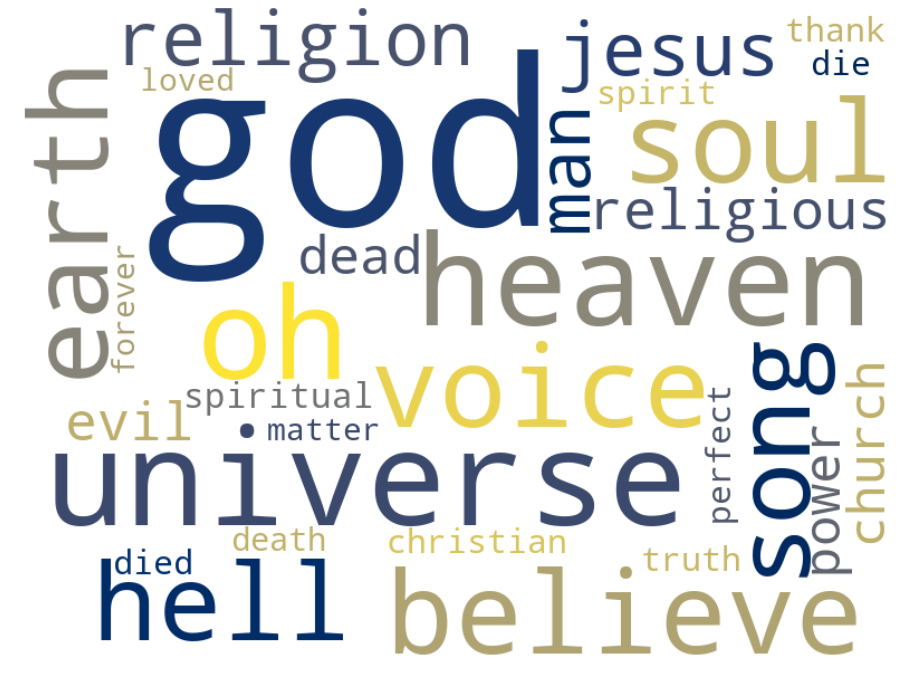 religion
jesus
thank
die
loved
spirit
god
man
soul
earth
religious
dead
heaven
forever
oh
voice
song
spiritual
church
evil
.
matter
perfect
universe
power
death
christian
died
truth
hell
believe